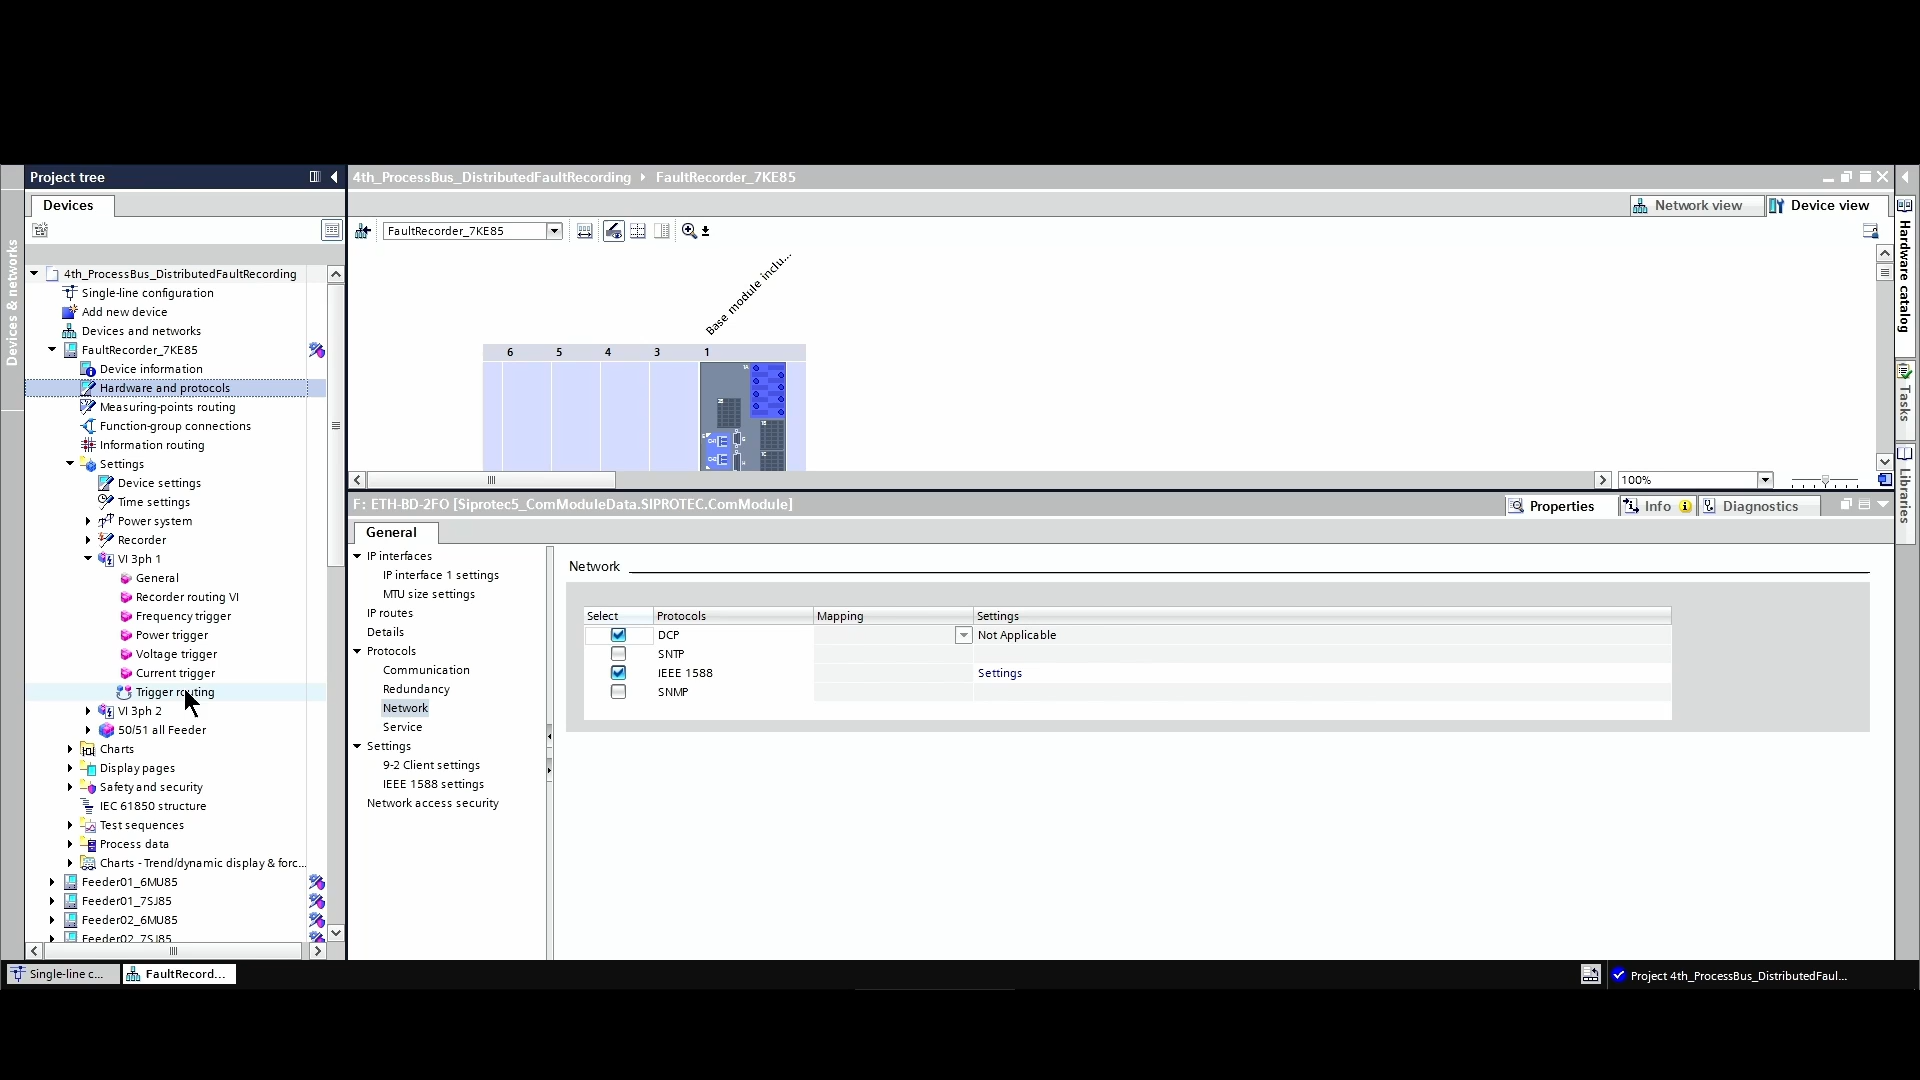 Project tree
4th_ProcessBus_DistributedFaultRecording FaultRecorder_7KE85
Devices
Network view
Device view
FaultRecorder_7KE85
Devices & networks
4th_ProcessBus_DistributedFaultRecording
Single-line configuration
Add new device
Devices and networks
FaultRecorder_7KE85
Device information
Hardware and protocols
Measuring-points routing
Function-group connections
Information routing
Settings
Device settings
Time settings
Power system
Recorder
VI 3ph 1
General
Recorder routing VI
Frequency trigger
Power trigger
Voltage trigger
Current trigger
Trigger routing
VI 3ph 2
50/51 all Feeder
Charts
Display pages
Safety and security
IEC 61850 structure
Test sequences
Process data
Charts - Trend/dynamic display & forc...
Feeder01_6MU85
Feeder01_7SJ85
Feeder02_6MU85
Feeder02_7SJ85
Base module inclu...
6 5 4 3 1
100%
F: ETH-BD-2FO [Siprotec5_ComModuleData.SIPROTEC.ComModule]
Properties
Info
Diagnostics
General
IP interfaces
IP interface 1 settings
MTU size settings
IP routes
Details
Protocols
Communication
Redundancy
Network
Service
Settings
9-2 Client settings
IEEE 1588 settings
Network access security
Network
Select Protocols Mapping Settings
DCP Not Applicable
SNTP
IEEE 1588 Settings
SNMP
Hardware catalog
Tasks
Libraries
Single-line c...
FaultRecord...
Project 4th_ProcessBus_DistributedFaul...